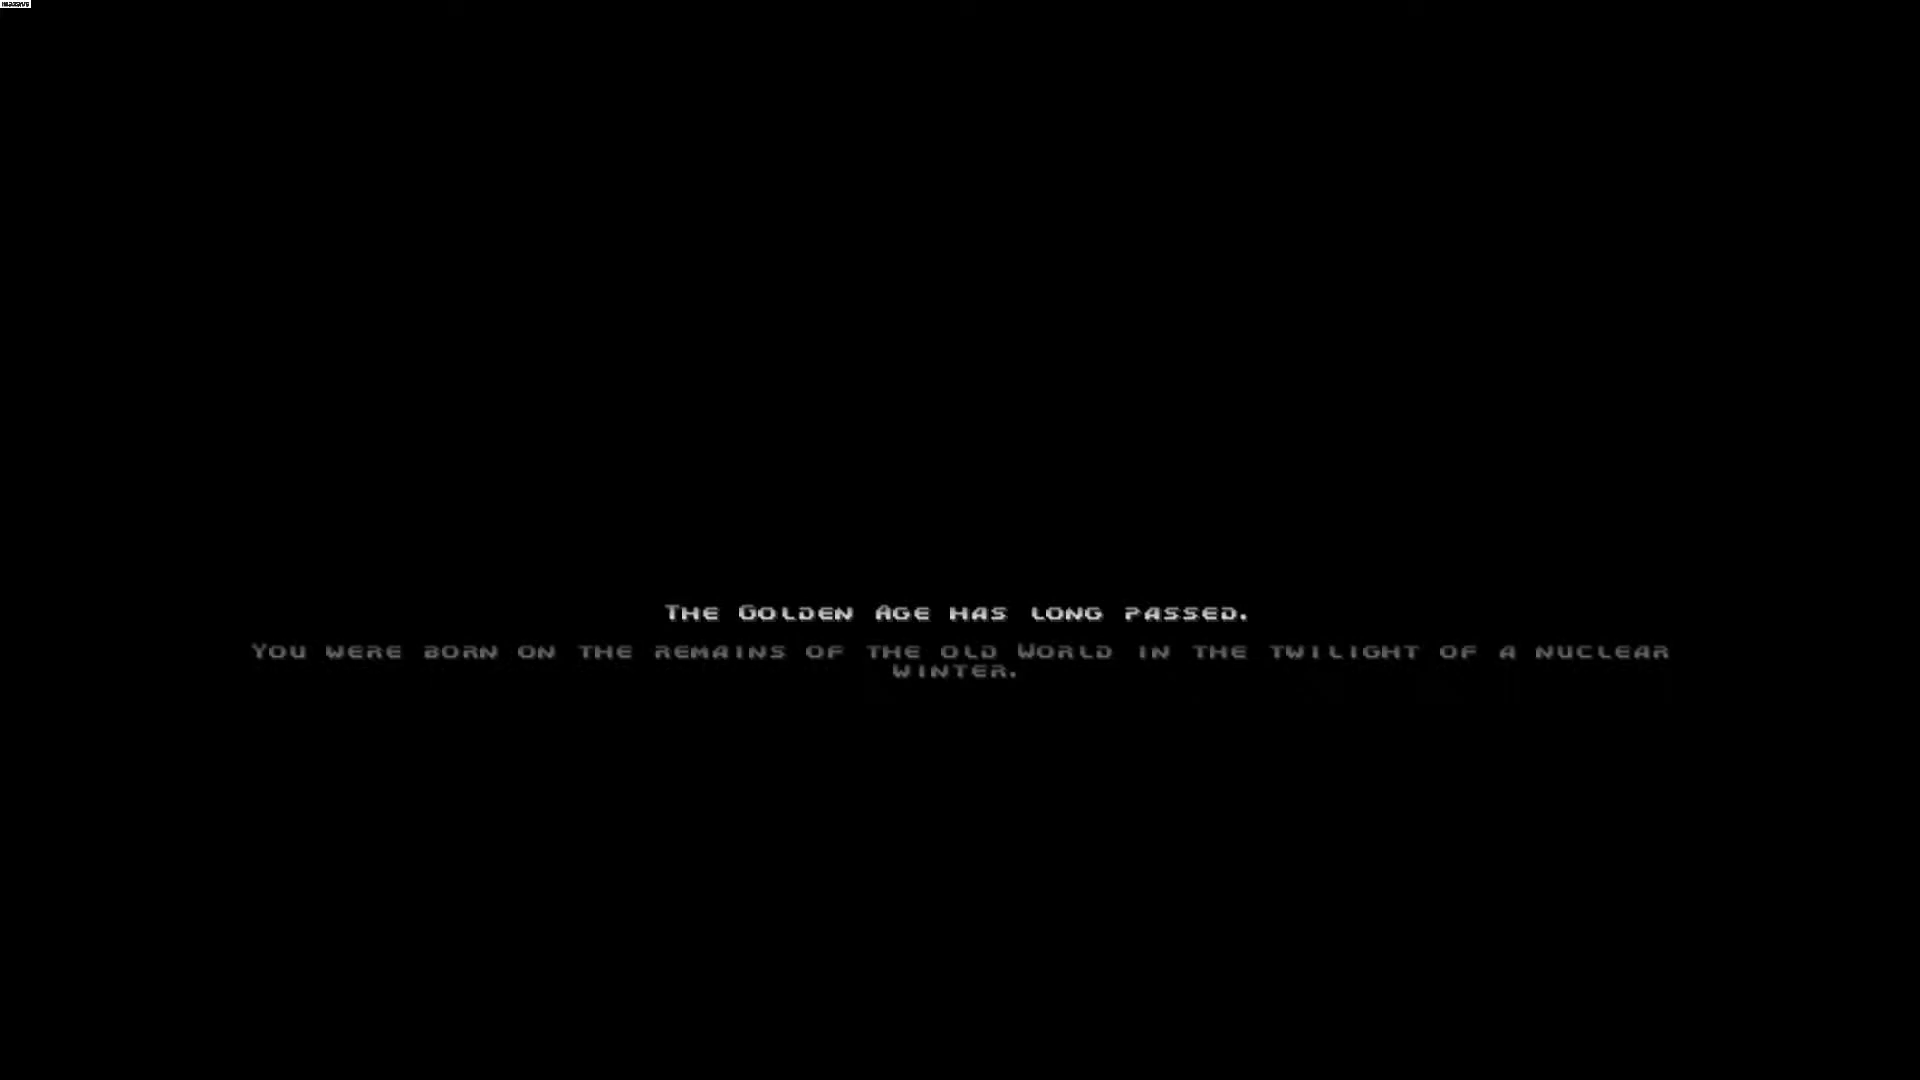 The Golden Age has long passed.
You were born on the remains of the old World in the twilight of a nuclear
winter.